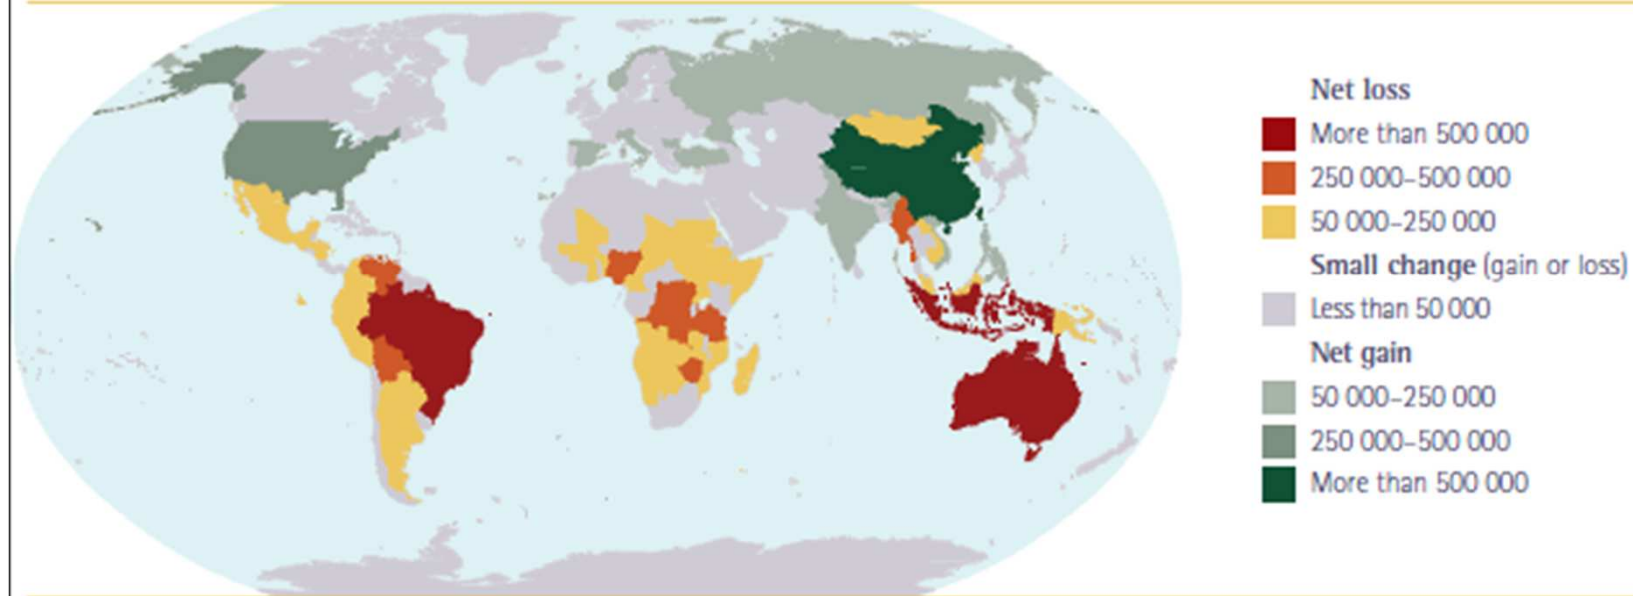 Net loss
More than 500 000
250 000–500 000
50 000–250 000
Small change (gain or loss)
Less than 50 000
Net gain
50 000–250 000
250 000–500 000
More than 500 000